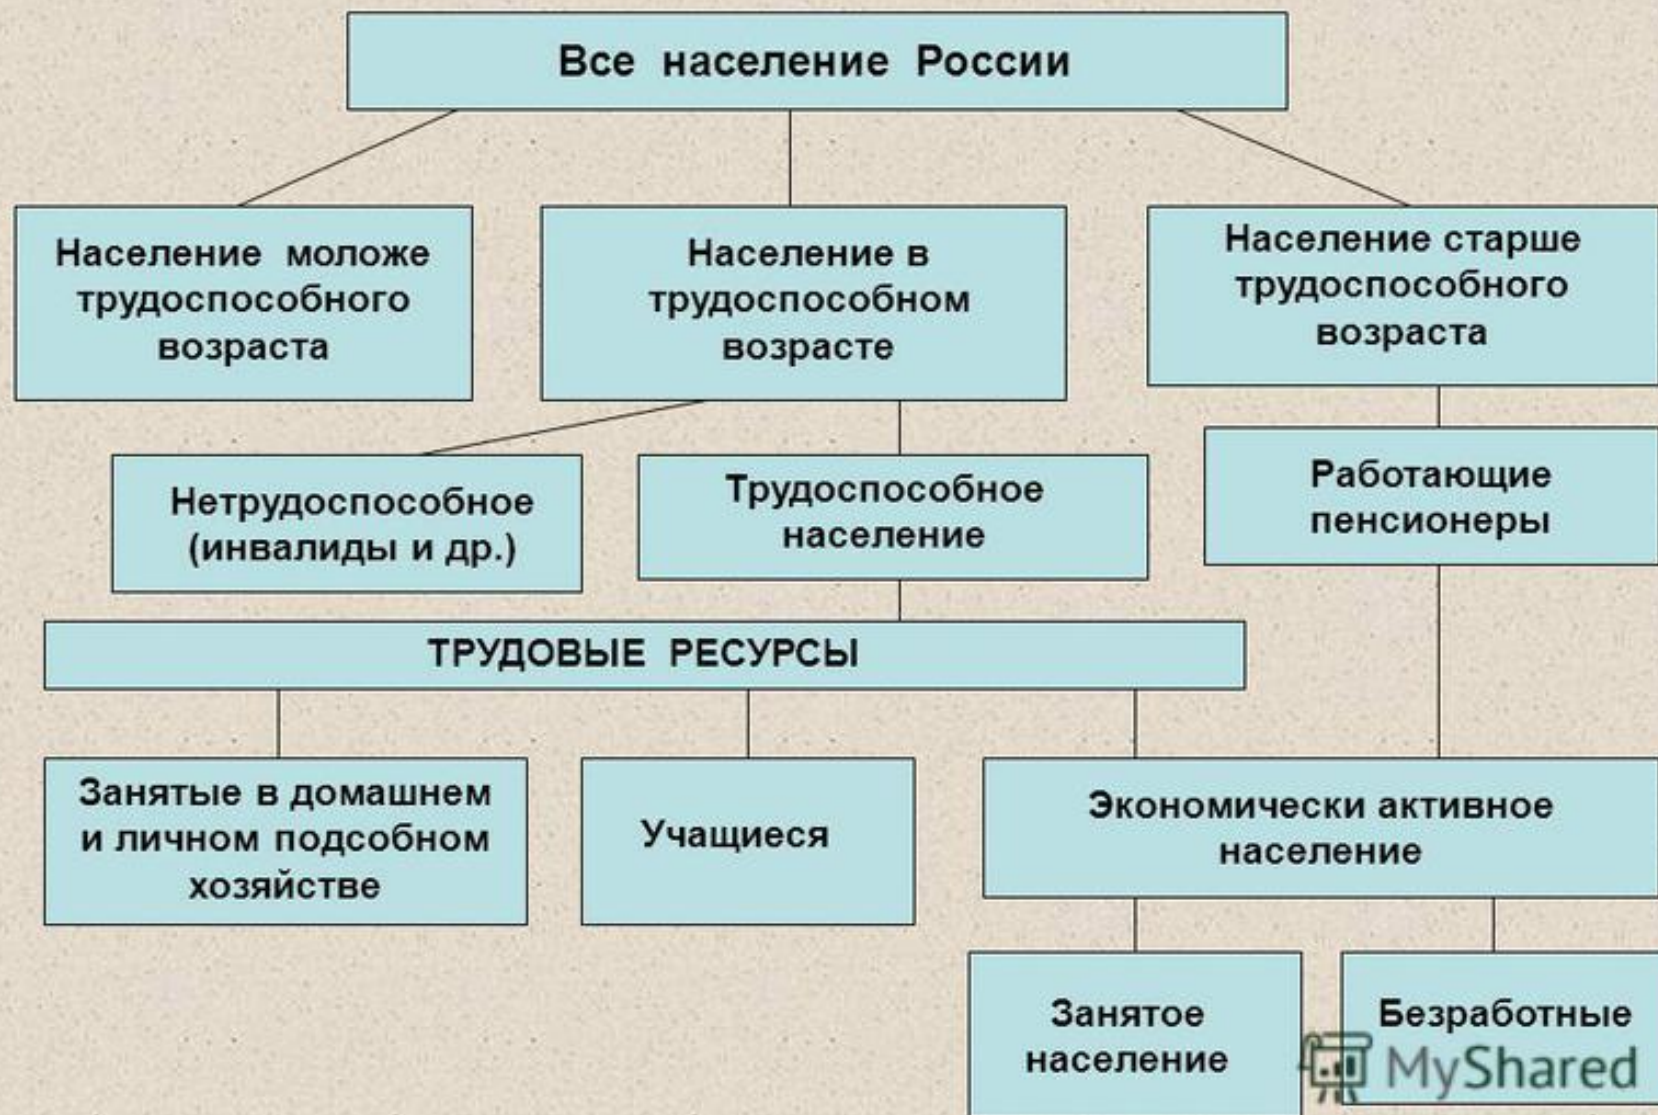 Все население России
Население моложе
трудоспособного
возраста
Население в
трудоспособном
возрасте
Население старше
трудоспособного
возраста
Нетрудоспособное
(инвалиды и др.)
Трудоспособное
население
Работающие
пенсионеры
ТРУДОВЫЕ РЕСУРСЫ
Занятые в домашнем
и личном подсобном
хозяйстве
Учащиеся
Экономически активное
население
Занятое
население
Безработные
MyShared